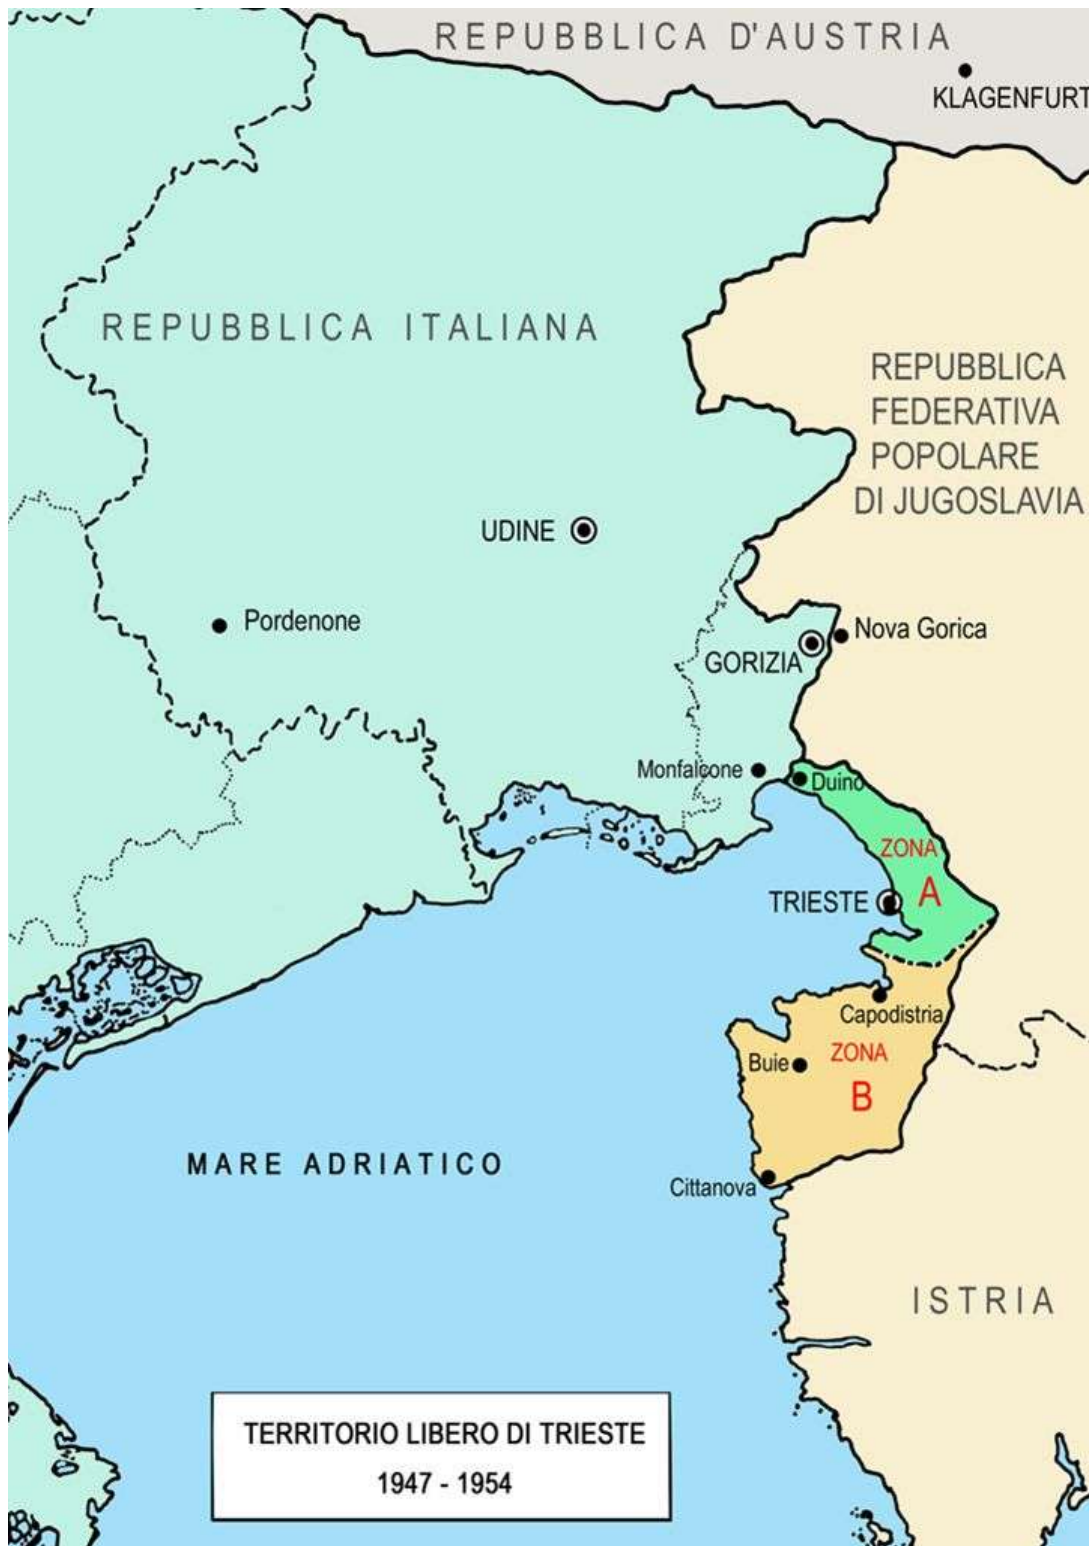 REPUBBLICA D'AUSTRIA
KLAGENFURT
REPUBBLICA ITALIANA
REPUBBLICA
FEDERATIVA
POPOLARE
DI JUGOSLAVIA
UDINE
Pordenone
Nova Gorica
GORIZIA
Monfalcone
Duino
ZONA
A
TRIESTE
Capodistria
ZONA
Buie
B
MARE ADRIATICO
Cittanova
ISTRIA
TERRITORIO LIBERO DI TRIESTE
1947 - 1954